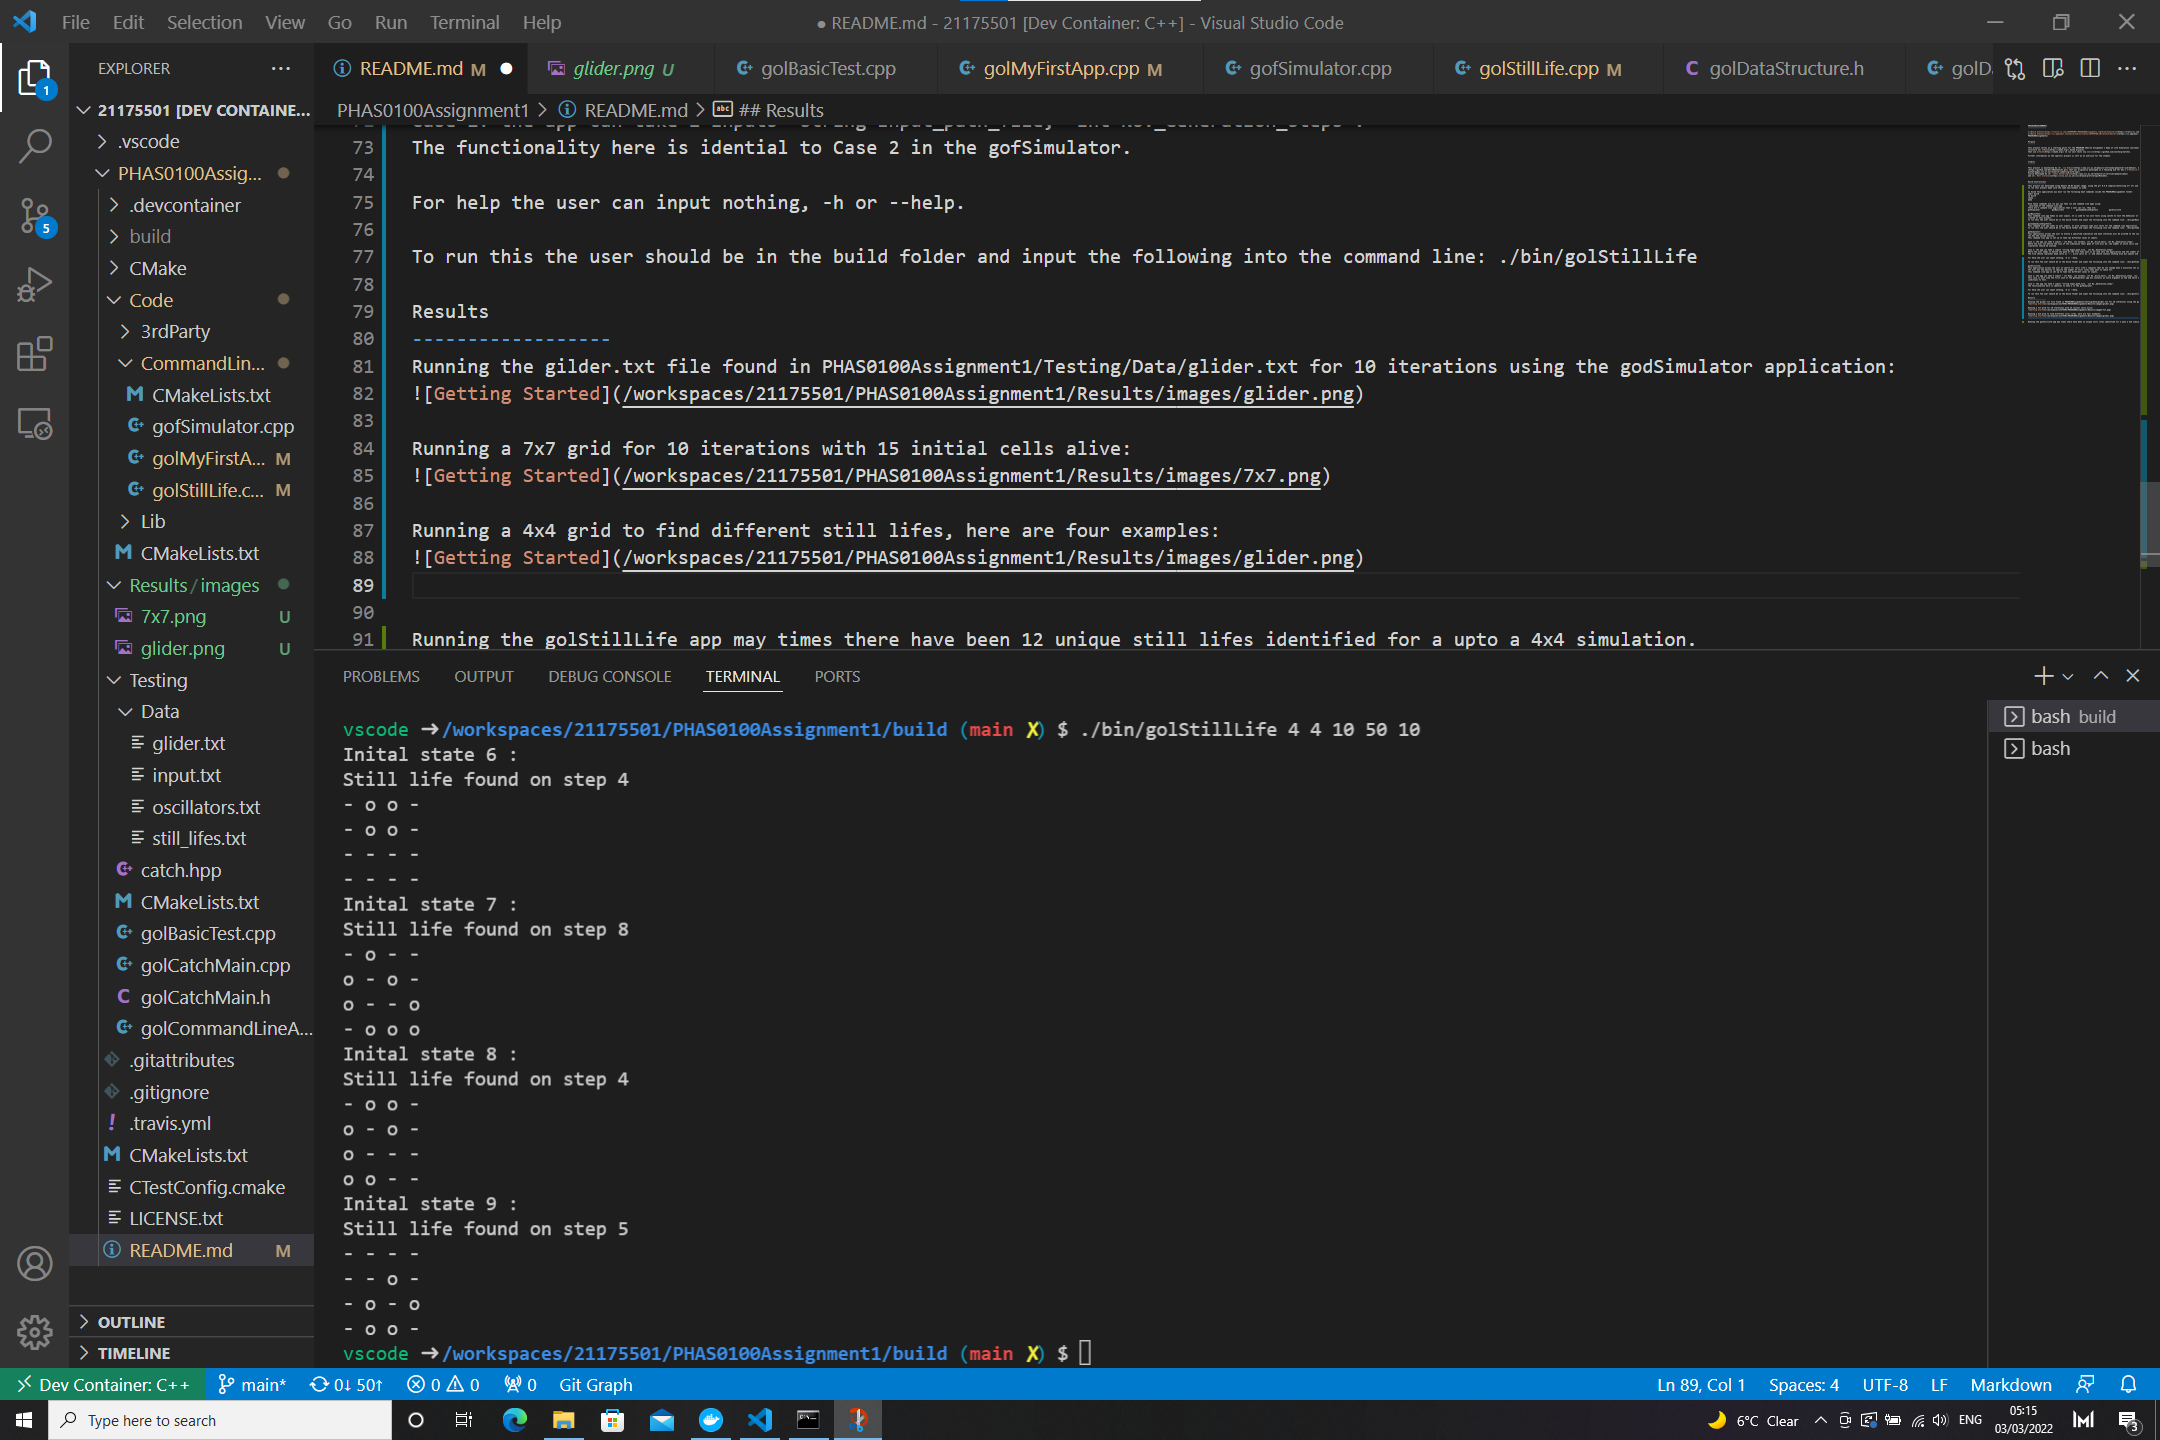 File Edit Selection View Go Run Terminal Help
● README.md - 21175501 [Dev Container: C++] - Visual Studio Code
EXPLORER ···
README.md M ● glider.png U golBasicTest.cpp golMyFirstApp.cpp M gofSimulator.cpp golStillLife.cpp M golDataStructure.h
PHAS0100Assignment1 > README.md > ## Results
21175501 [DEV CONTAINE...
.vscode
PHAS0100Assig...
.devcontainer
build
CMake
Code
3rdParty
CommandLin...
CMakeLists.txt
gofSimulator.cpp
golMyFirstA... M
golStillLife.c... M
Lib
CMakeLists.txt
Results/images
7x7.png U
glider.png U
Testing
Data
glider.txt
input.txt
oscillators.txt
still_lifes.txt
catch.hpp
CMakeLists.txt
golBasicTest.cpp
golCatchMain.cpp
golCatchMain.h
golCommandLineA...
.gitattributes
.gitignore
.travis.yml
CMakeLists.txt
CTestConfig.cmake
LICENSE.txt
README.md M
OUTLINE
TIMELINE
1
5
73 The functionality here is idential to Case 2 in the gofSimulator.
74
75 For help the user can input nothing, -h or --help.
76
77 To run this the user should be in the build folder and input the following into the command line: ./bin/golStillLife
78
79 Results
80 ------------------
81 Running the gilder.txt file found in PHAS0100Assignment1/Testing/Data/glider.txt for 10 iterations using the godSimulator application:
82 ![Getting Started](/workspaces/21175501/PHAS0100Assignment1/Results/images/glider.png)
83
84 Running a 7x7 grid for 10 iterations with 15 initial cells alive:
85 ![Getting Started](/workspaces/21175501/PHAS0100Assignment1/Results/images/7x7.png)
86
87 Running a 4x4 grid to find different still lifes, here are four examples:
88 ![Getting Started](/workspaces/21175501/PHAS0100Assignment1/Results/images/glider.png)
89
90
91 Running the golStillLife app may times there have been 12 unique still lifes identified for a upto a 4x4 simulation.
PROBLEMS OUTPUT DEBUG CONSOLE TERMINAL PORTS
vscode →/workspaces/21175501/PHAS0100Assignment1/build (main X) $ ./bin/golStillLife 4 4 10 50 10
Inital state 6 :
Still life found on step 4
- o o -
- o o -
- - - -
- - - -
Inital state 7 :
Still life found on step 8
- o - -
o - o -
o - - o
- o o o
Inital state 8 :
Still life found on step 4
- o o -
o - o -
o - - -
o o - -
Inital state 9 :
Still life found on step 5
- - - -
- - o -
- o - o
- o o -
vscode →/workspaces/21175501/PHAS0100Assignment1/build (main X) $
bash build
bash
Dev Container: C++ main* 0↓ 50↑ 0 0 0 Git Graph
Ln 89, Col 1 Spaces: 4 UTF-8 LF Markdown
Type here to search
6°C Clear ENG
05:15
03/03/2022
3